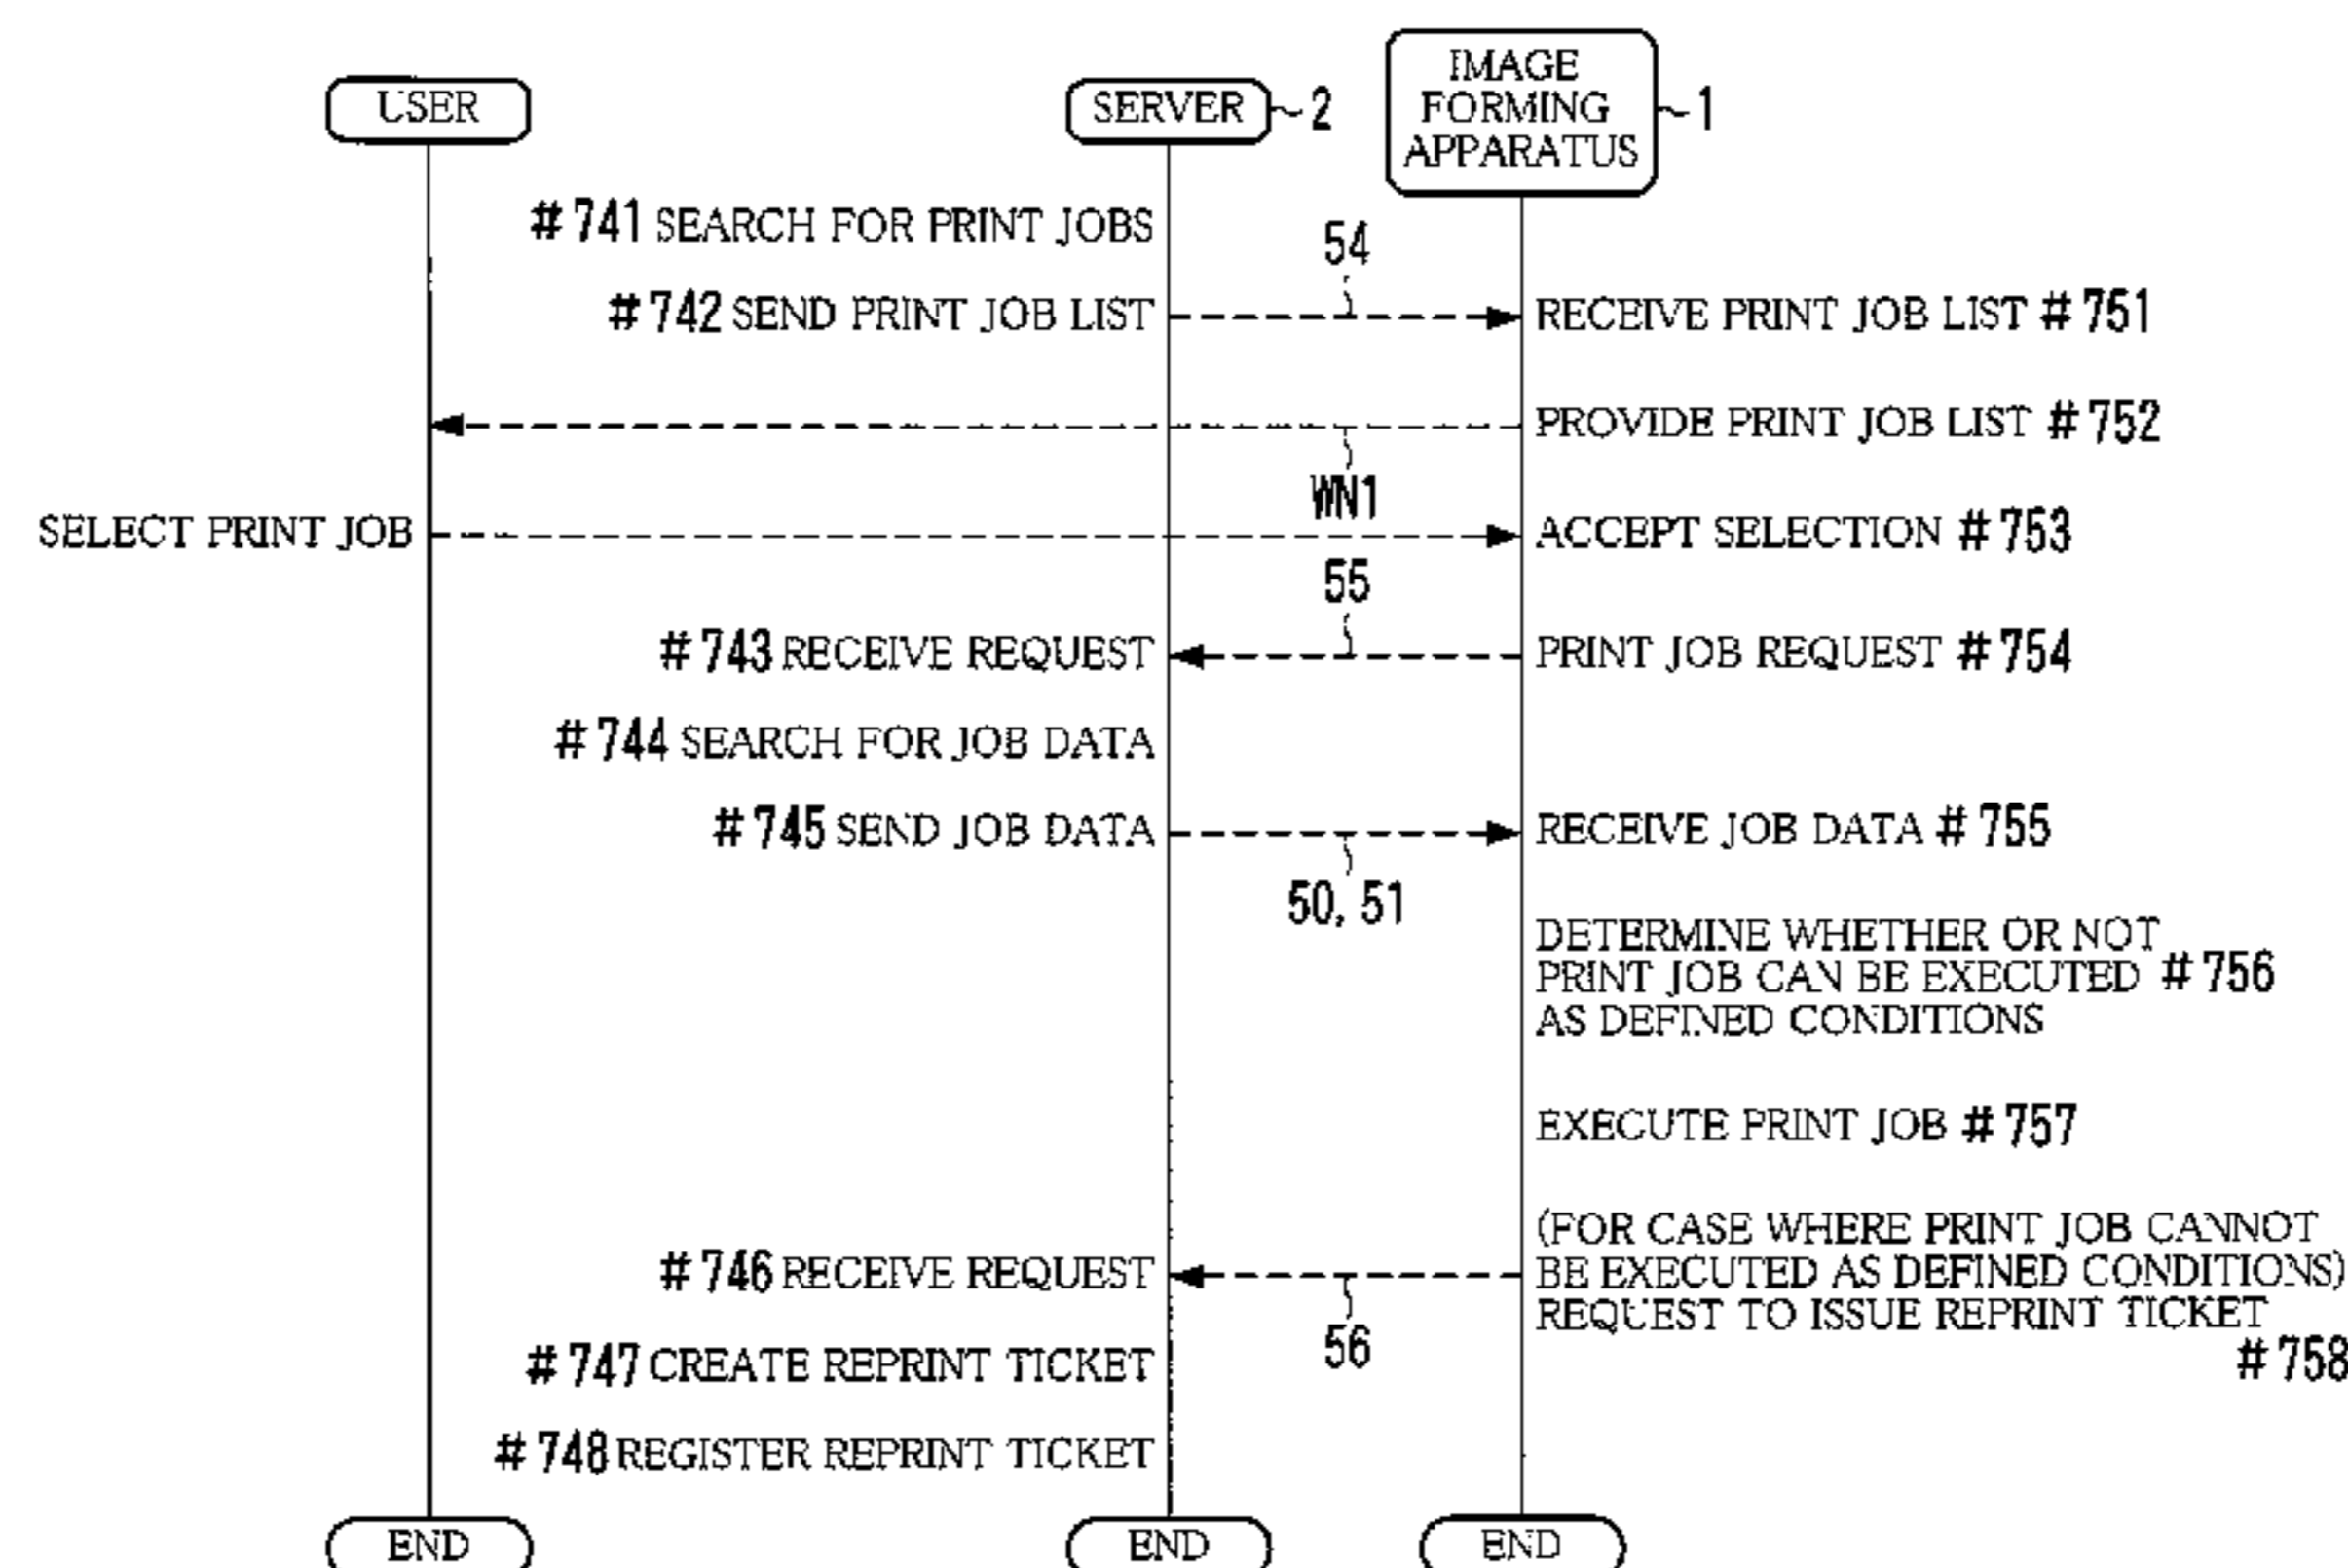 IMAGE
FORMING
APPARATUS
1
USER
SERVER
2
#741 SEARCH FOR PRINT JOBS
54
#742 SEND PRINT JOB LIST
RECEIVE PRINT JOB LIST #751
PROVIDE PRINT JOB LIST #752
WN1
SELECT PRINT JOB
ACCEPT SELECTION #753
55
#743 RECEIVE REQUEST
PRINT JOB REQUEST #754
#744 SEARCH FOR JOB DATA
#745 SEND JOB DATA
RECEIVE JOB DATA #755
50, 51
DETERMINE WHETHER OR NOT
PRINT JOB CAN BE EXECUTED #756
AS DEFINED CONDITIONS
EXECUTE PRINT JOB #757
(FOR CASE WHERE PRINT JOB CANNOT
BE EXECUTED AS DEFINED CONDITIONS)
REQUEST TO ISSUE REPRINT TICKET
#758
#746 RECEIVE REQUEST
56
#747 CREATE REPRINT TICKET
#748 REGISTER REPRINT TICKET
END
END
END